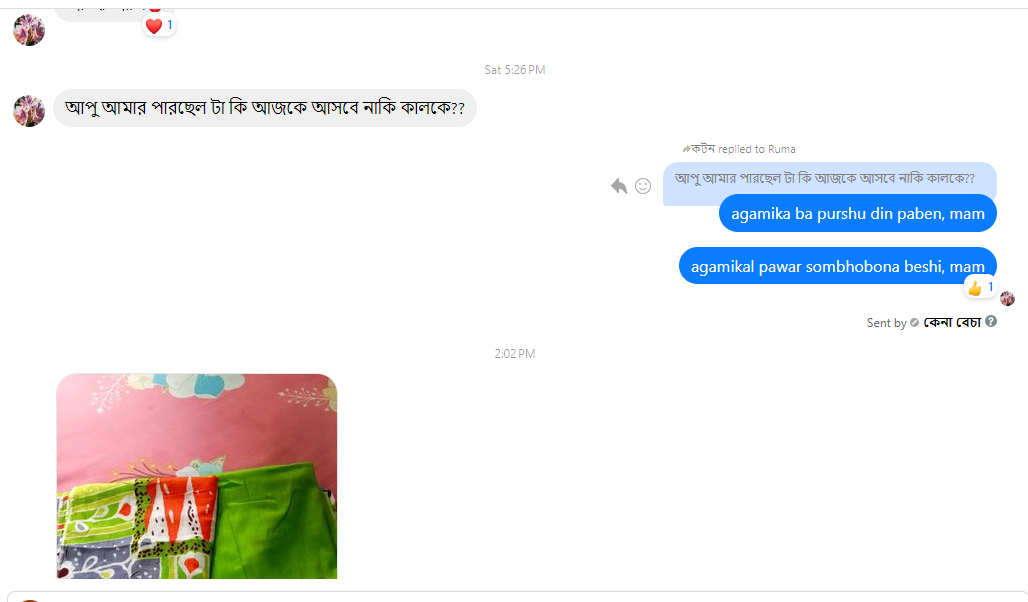 1
Sat 5:26 PM
আপু আমার পারছেল টা কি আজকে আসবে নাকি কালকে??
কটন replied to Ruma
আপু আমার পারছেল টা কি আজকে আসবে নাকি কালকে??
agamika ba purshu din paben, mam
agamikal pawar sombhobona beshi, mam
1
Sent by কেনা বেচা
2:02 PM